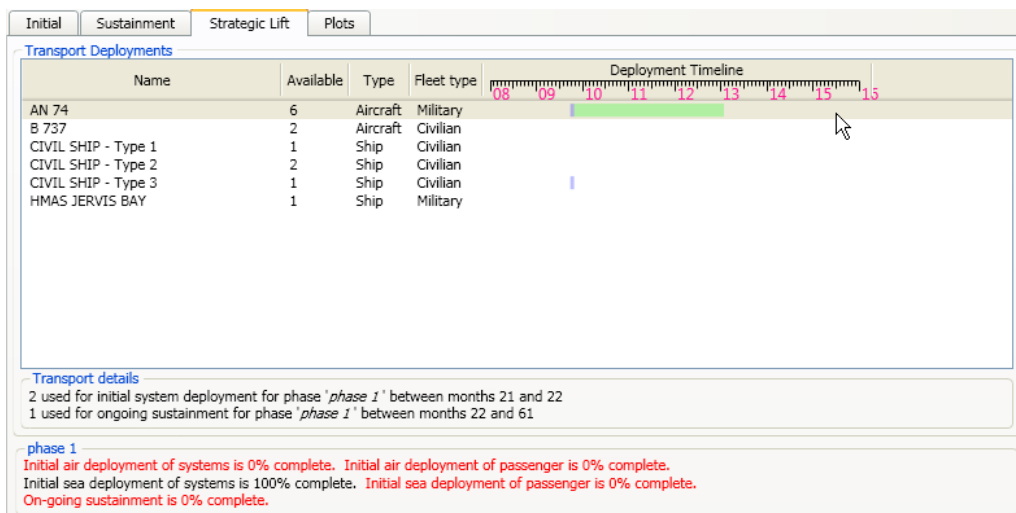 Initial Sustainment Strategic Lift Plots
Transport Deployments
Name Available Type Fleet type Deployment Timeline
08 09 10 11 12 13 14 15 15
AN 74 6 Aircraft Military
B 737 2 Aircraft Civilian
CIVIL SHIP - Type 1 1 Ship Civilian
CIVIL SHIP - Type 2 2 Ship Civilian
CIVIL SHIP - Type 3 1 Ship Civilian
HMAS JERVIS BAY 1 Ship Military
Transport details
2 used for initial system deployment for phase 'phase 1' between months 21 and 22
1 used for ongoing sustainment for phase 'phase 1' between months 22 and 61
phase 1
Initial air deployment of systems is 0% complete. Initial air deployment of passenger is 0% complete.
Initial sea deployment of systems is 100% complete. Initial sea deployment of passenger is 0% complete.
On-going sustainment is 0% complete.